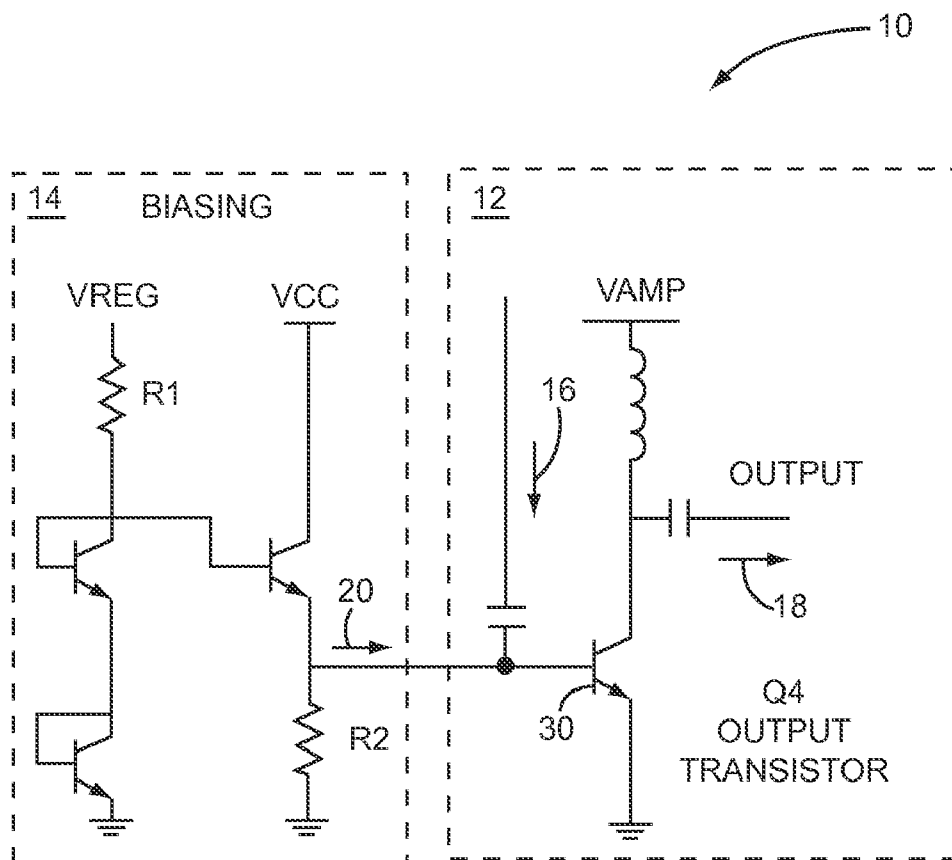 10
14
BIASING
12
VREG
VCC
VAMP
R1
16
OUTPUT
20
18
R2
30
Q4
OUTPUT
TRANSISTOR